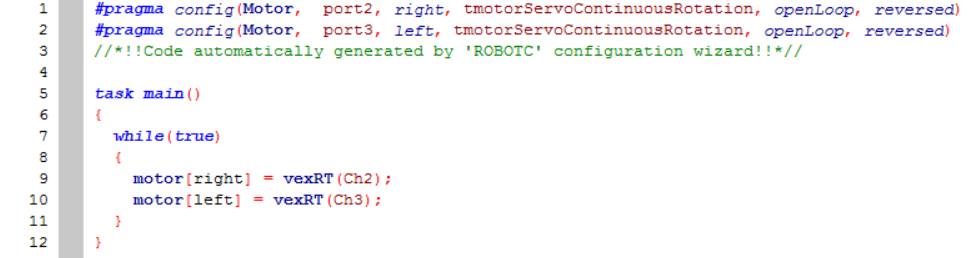 1 #pragma config(Motor,  port2, right, tmotorServoContinuousRotation, openLoop, reversed)
2 #pragma config(Motor,  port3, left, tmotorServoContinuousRotation, openLoop, reversed)
3 //*!!Code automatically generated by 'ROBOTC' configuration wizard!!*//
4
5 task main()
6 {
7   while(true)
8   {
9     motor[right] = vexRT(Ch2);
10     motor[left] = vexRT(Ch3);
11   }
12 }